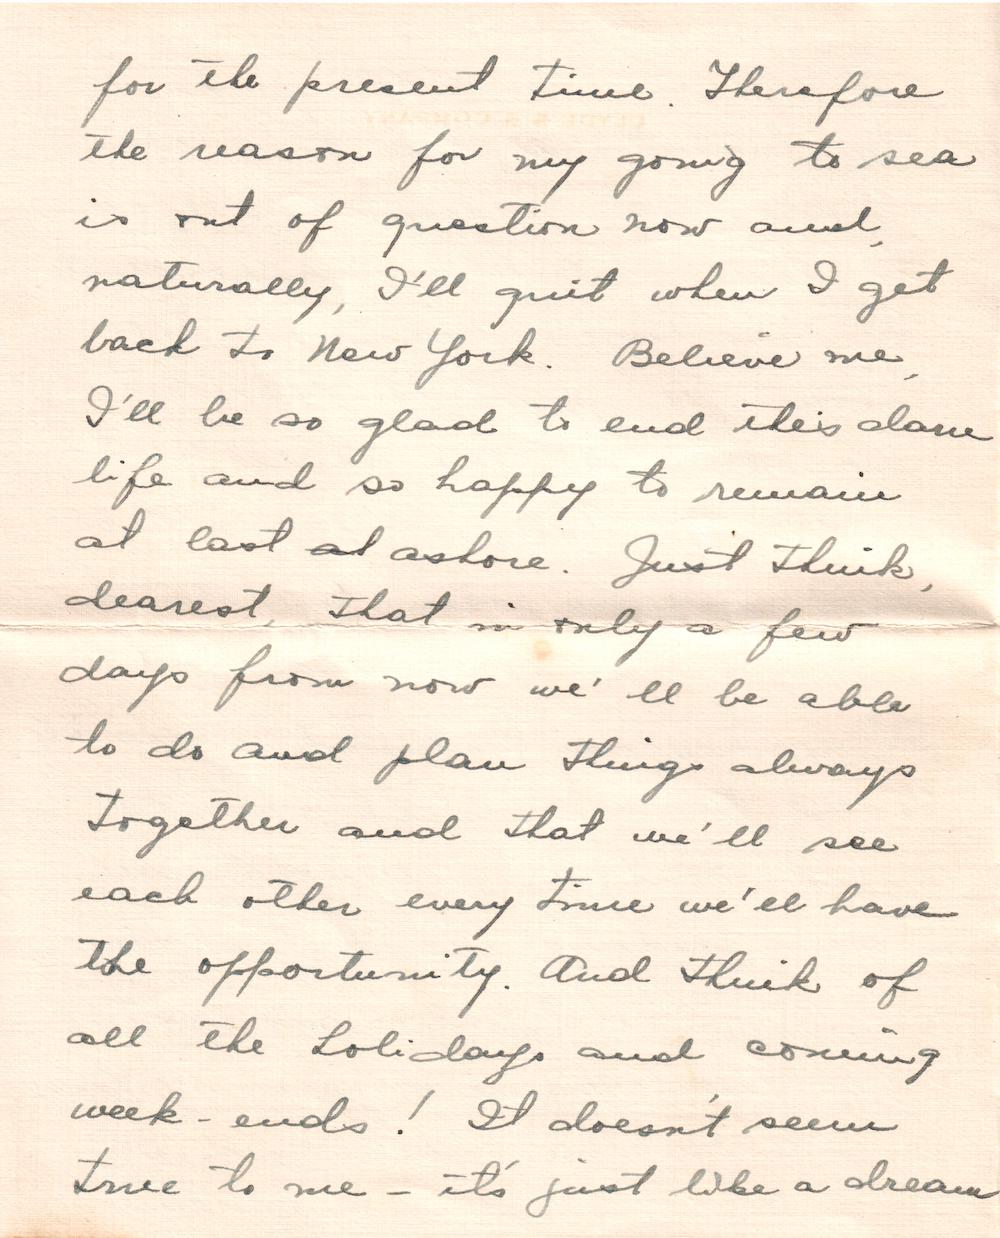 for the present time. Therefore
the reason for my going to sea
is out of question now and,
naturally, I'll quit when I get
back to New York. Believe me,
I'll be so glad to end this darn
life and so happy to remain
at last at ashore. Just think,
dearest, that in only a few
days from now we'll be able
to do and plan things always
together and that we'll see
each other every time we'll have
the opportunity. And think of
all the holidays and coming
week-ends! It doesn't seem
true to me - it's just like a dream